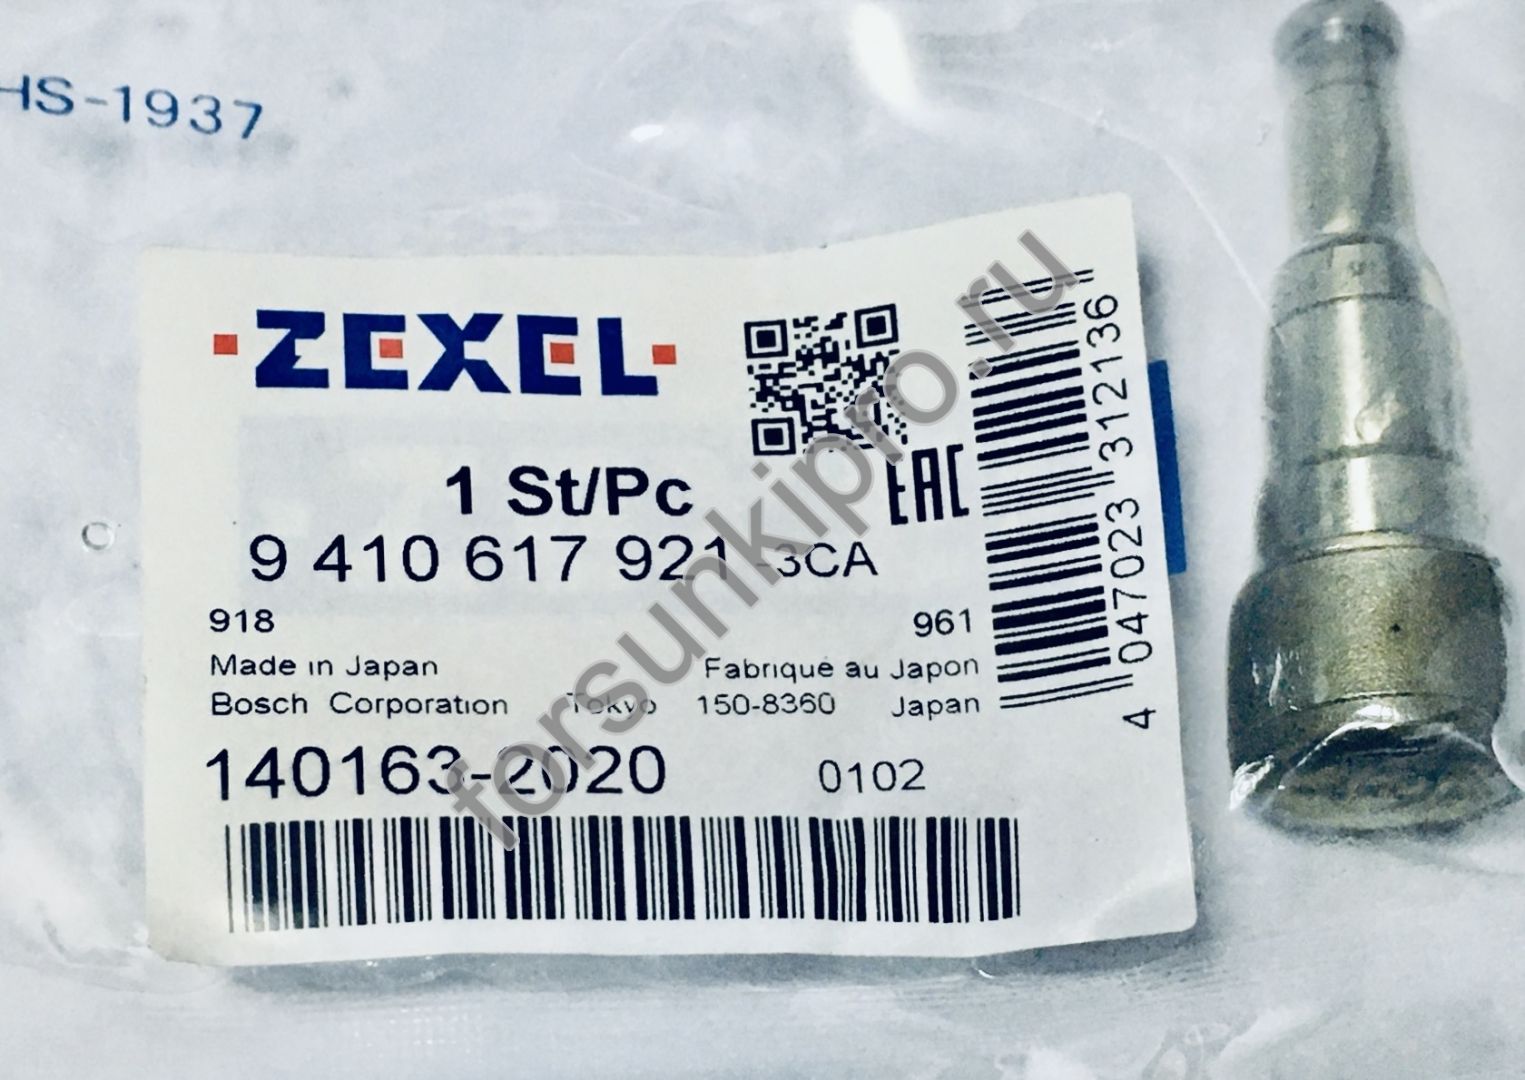 HS-1937
ZEXEL
1 St/Pc
EAC
9 410 617 921 -3CA
918
961
Made in Japan
Fabriqué au Japon
Bosch Corporation Tokyo 150-8360 Japan
140163-2020
0102
4 047023 312136
forsunkipro.ru